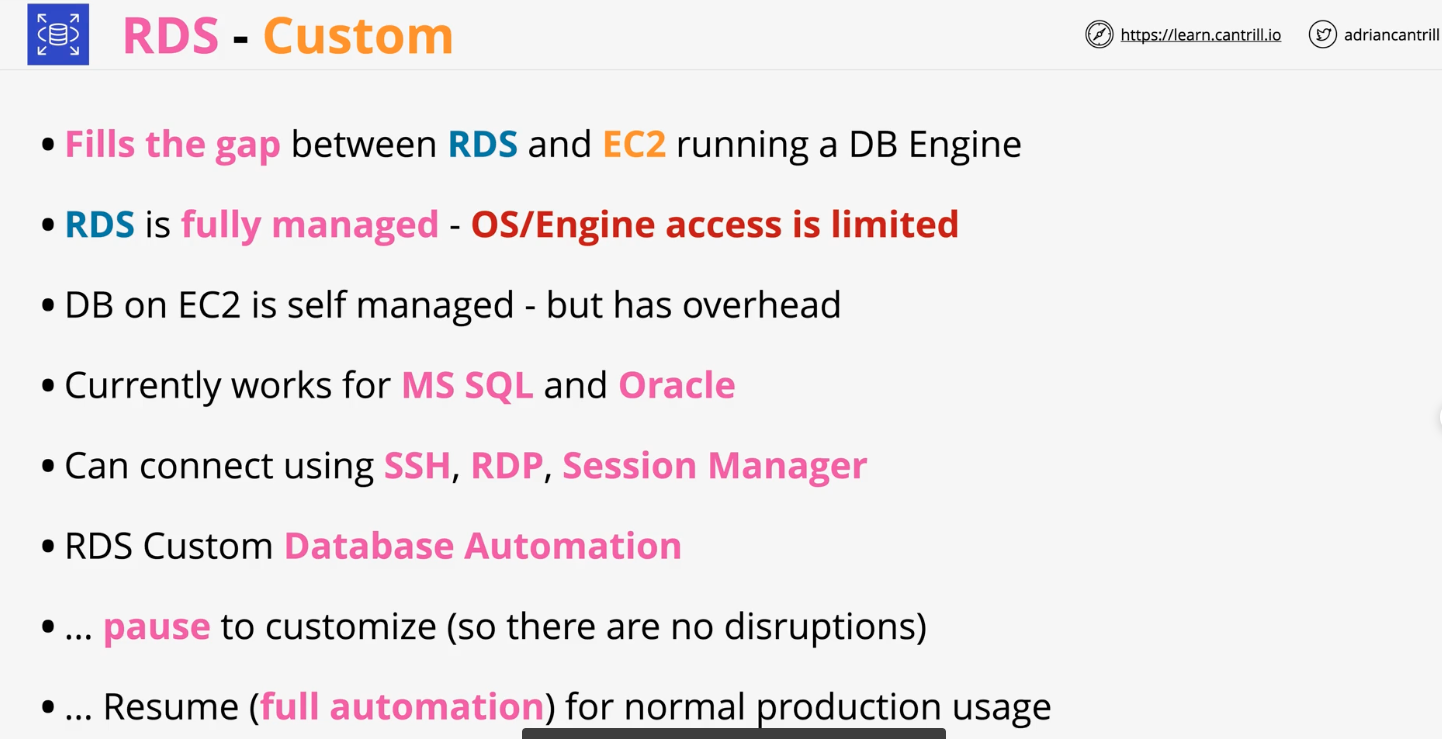 RDS - Custom
https://learn.cantrill.io
adriancantrill
• Fills the gap between RDS and EC2 running a DB Engine
• RDS is fully managed - OS/Engine access is limited
• DB on EC2 is self managed - but has overhead
• Currently works for MS SQL and Oracle
• Can connect using SSH, RDP, Session Manager
• RDS Custom Database Automation
• ... pause to customize (so there are no disruptions)
• ... Resume (full automation) for normal production usage